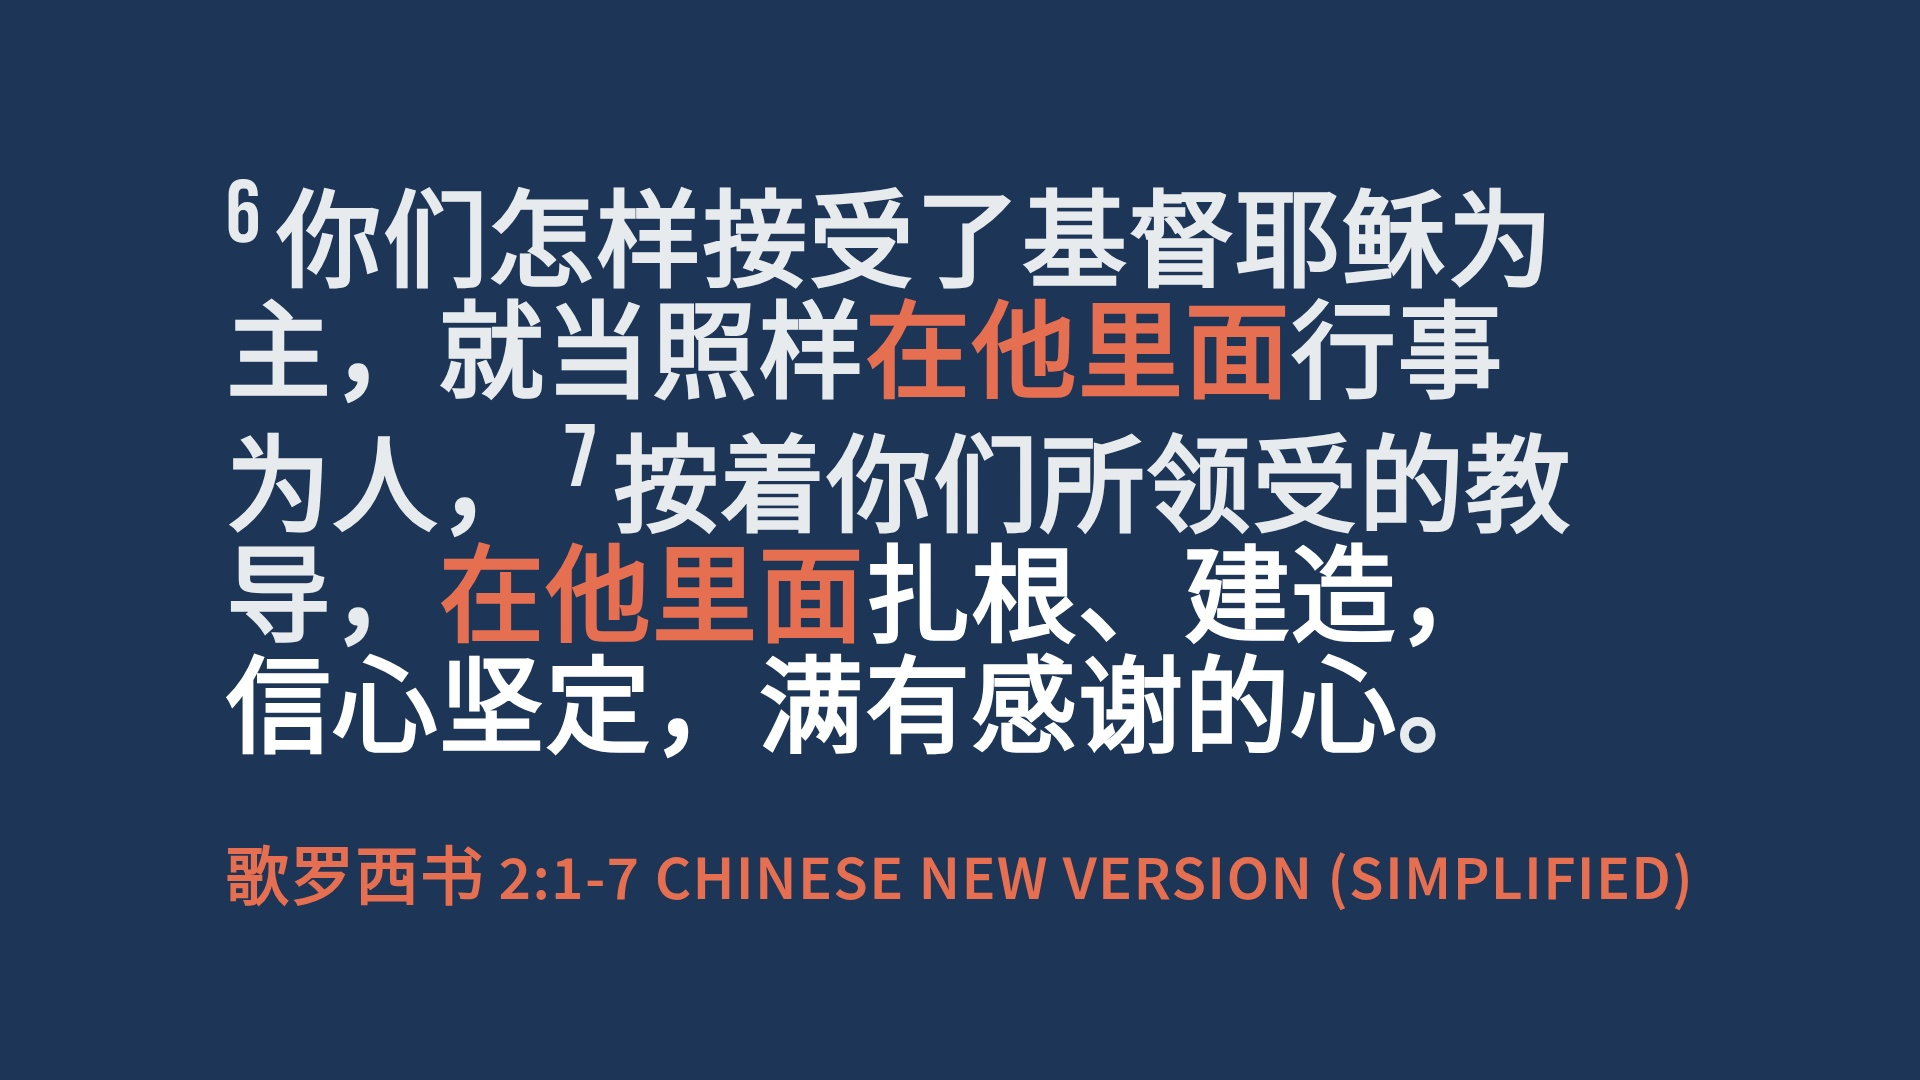 6 你们怎样接受了基督耶稣为
主，就当照样在他里面行事
为人， 7 按着你们所领受的教
导，在他里面扎根、建造，
信心坚定，满有感谢的心。
歌罗西书 2:1-7 CHINESE NEW VERSION (SIMPLIFIED)